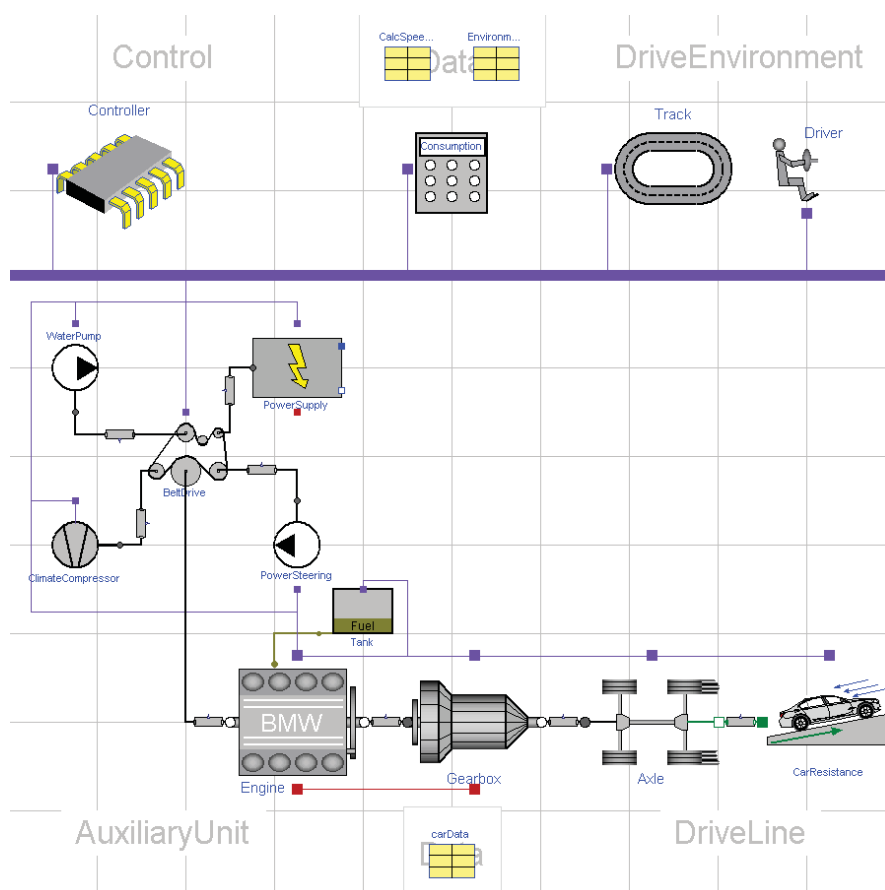 CalcSpee...
Environm...
Control
Data
DriveEnvironment
Controller
Track
Driver
Consumption
WaterPump
PowerSupply
BeltDrive
ClimateCompressor
PowerSteering
Fuel
Tank
BMW
Engine
Gearbox
Axle
CarResistance
AuxiliaryUnit
carData
Data
DriveLine